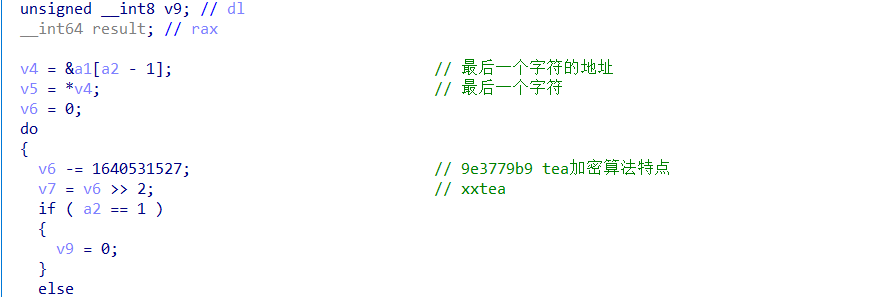 unsigned __int8 v9; // dl
__int64 result; // rax
v4 = &a1[a2 - 1]; // 最后一个字符的地址
v5 = *v4; // 最后一个字符
v6 = 0;
do
{
v6 -= 1640531527; // 9e3779b9 tea加密算法特点
v7 = v6 >> 2; // xxtea
if ( a2 == 1 )
{
v9 = 0;
}
else